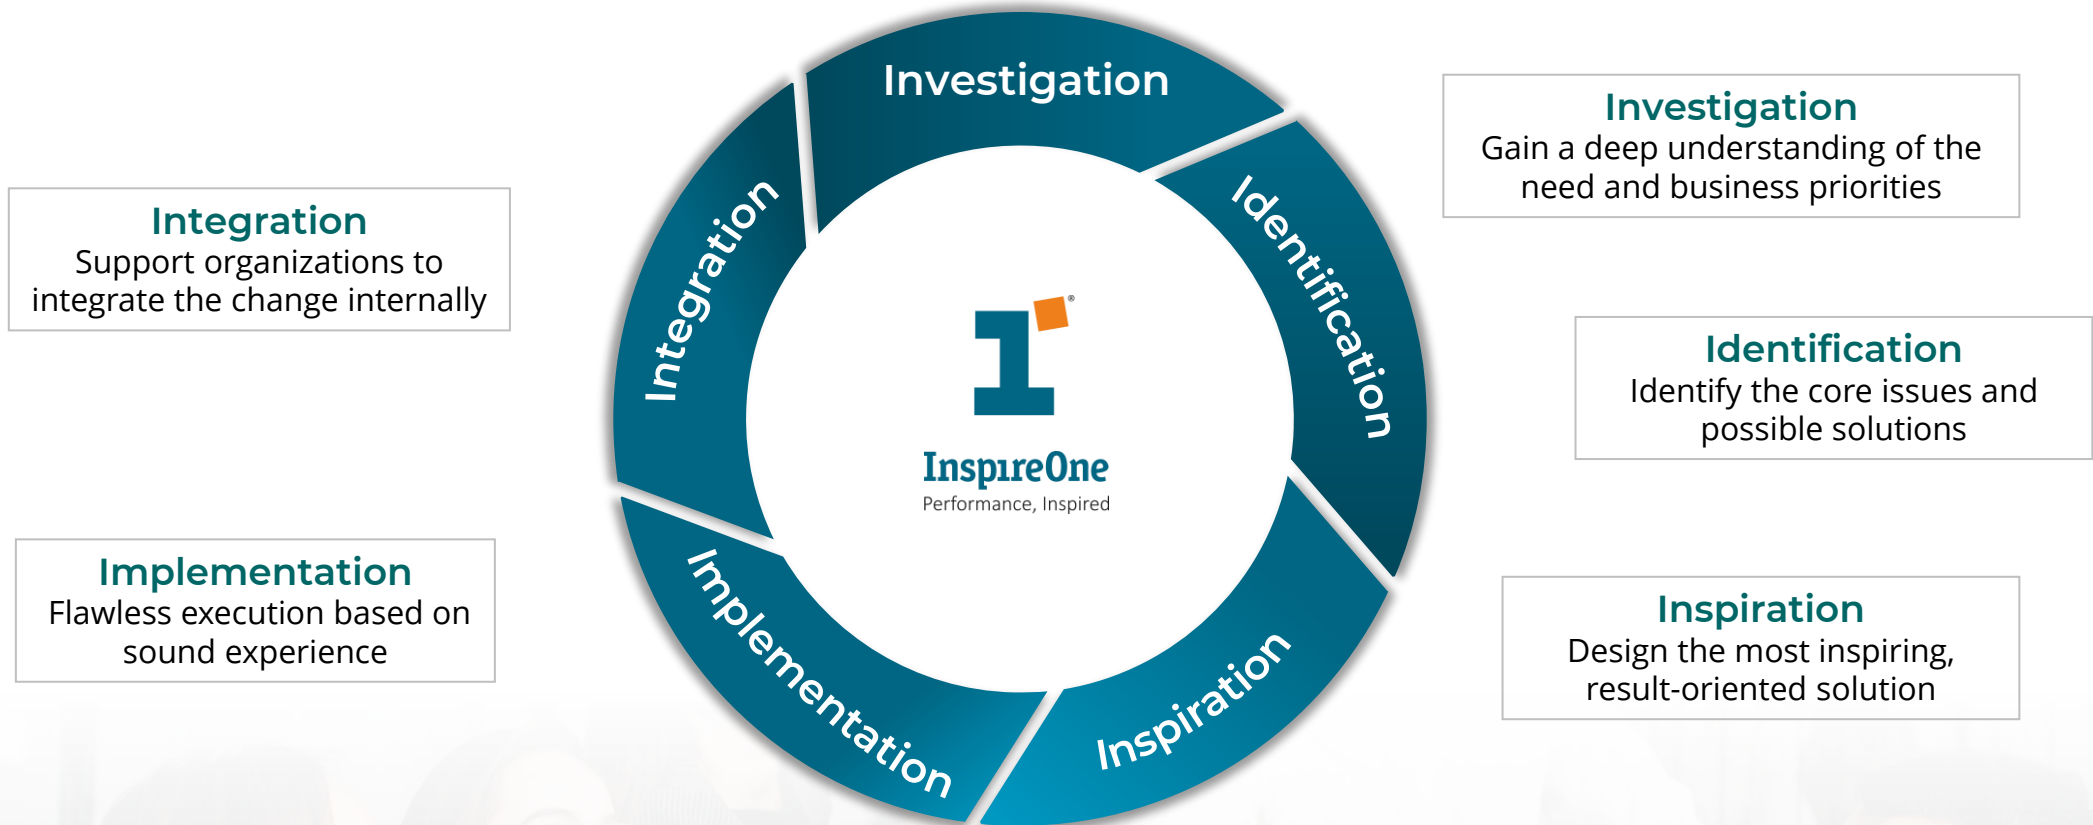 Investigation
Identification
Inspiration
Implementation
Integration
1®
InspireOne
Performance, Inspired
Investigation
Gain a deep understanding of the
need and business priorities
Identification
Identify the core issues and
possible solutions
Inspiration
Design the most inspiring,
result-oriented solution
Implementation
Flawless execution based on
sound experience
Integration
Support organizations to
integrate the change internally